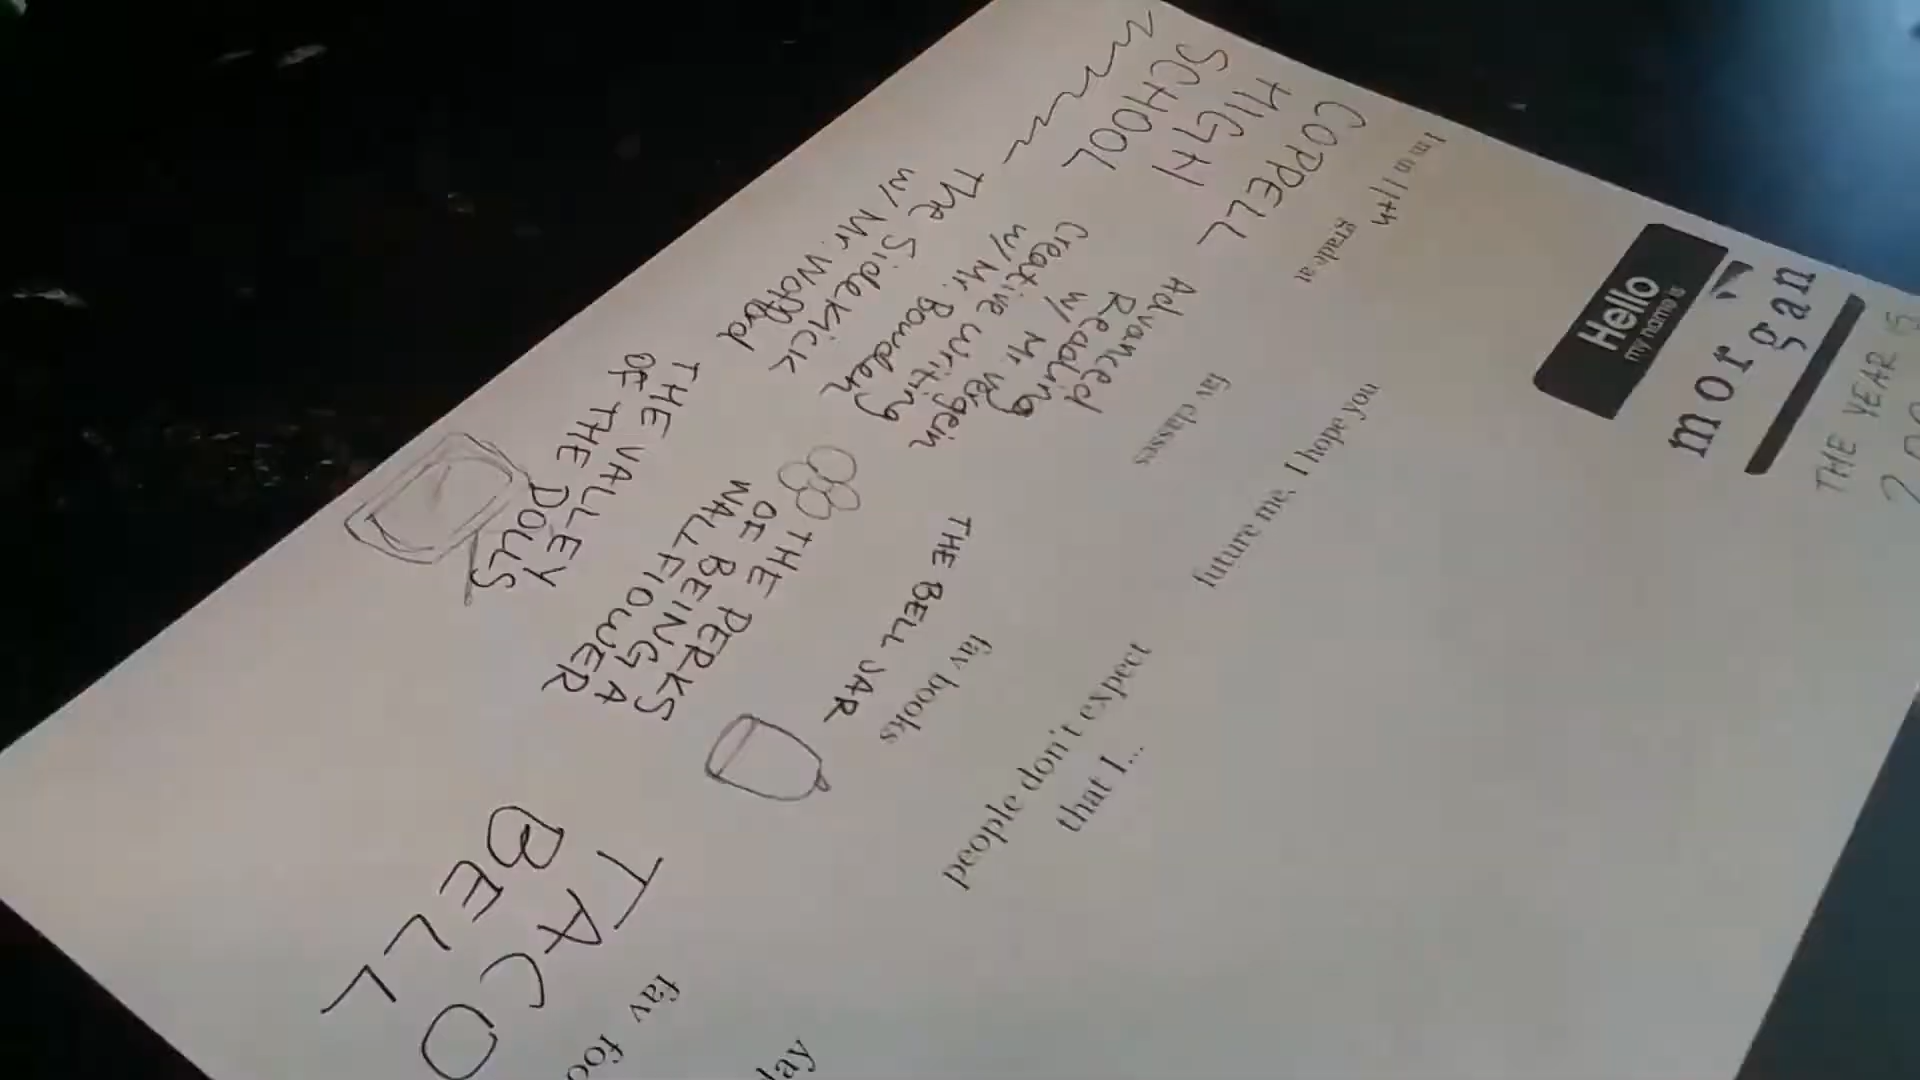 THE YEAR IS
Hello
my name is
morgan
I'm in 11th grade at
COPPELL
HIGH
SCHOOL
future me, I hope you
fav classes
Advanced
Reading
w/ Mr. Vergein
Creative writing
w/ Mr. Bowden
The Sidekick
w/ Mr. Wofford
people don't expect
that I...
fav books
THE BELL JAR
THE PERKS
OF BEING A
WALLFLOWER
THE VALLEY
OF THE
DOLLS
fav
TACO
BELL